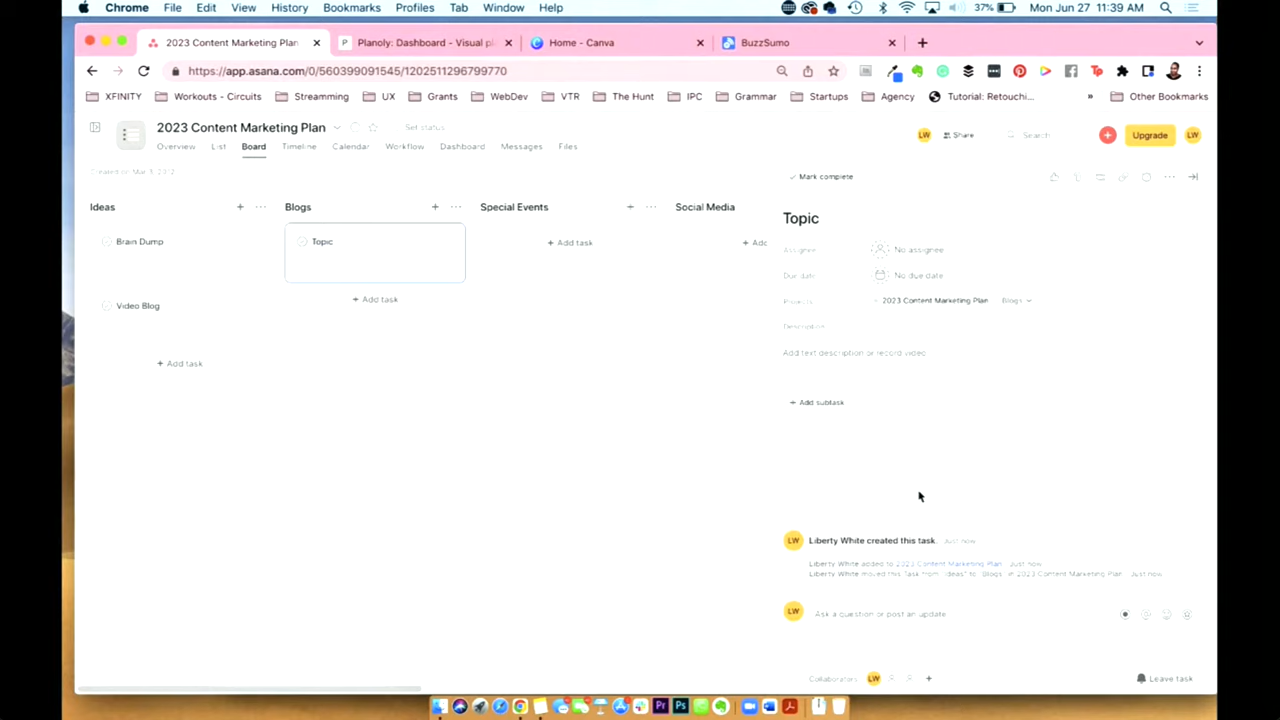 Chrome File Edit View History Bookmarks Profiles Tab Window Help 37% Mon Jun 27 11:39 AM
2023 Content Marketing Plan
Planoly: Dashboard - Visual pl
Home - Canva
BuzzSumo
https://app.asana.com/0/560399091545/1202511296799770
XFINITY Workouts - Circuits Streamming UX Grants WebDev VTR The Hunt IPC Grammar Startups Agency Tutorial: Retouchi... » Other Bookmarks
2023 Content Marketing Plan Set status
LW Share Search Upgrade LW
Overview List Board Timeline Calendar Workflow Dashboard Messages Files
Mark complete
Ideas
Brain Dump
Video Blog
+ Add task
Blogs
Topic
+ Add task
Special Events
+ Add task
Social Media
+ Adc
Topic
Assignee No assignee
Due date No due date
Projects 2023 Content Marketing Plan Blogs
Description
Add text description or record video
+ Add subtask
LW Liberty White created this task. Just now
Liberty White added to 2023 Content Marketing Plan Just now
Liberty White moved this Task from "Ideas" to "Blogs" in 2023 Content Marketing Plan Just now
LW Ask a question or post an update
Collaborators LW + Leave task